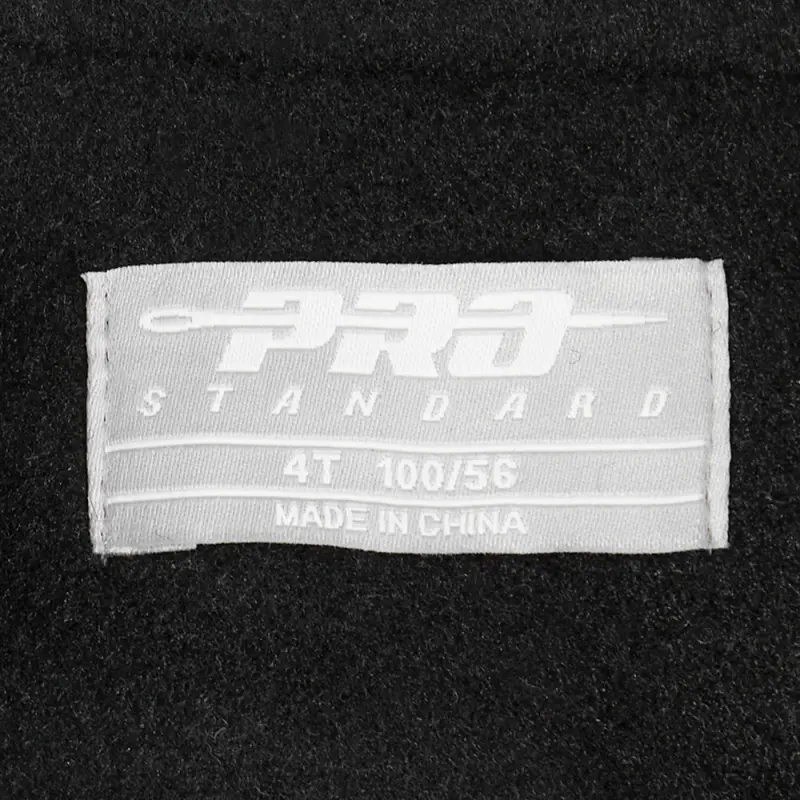 PRO
STANDARD
4T 100/56
MADE IN CHINA